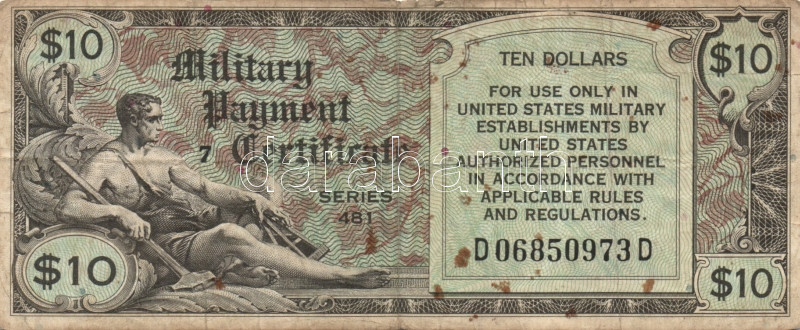 $10
Military
Payment
7 Certificate
SERIES
481
$10
TEN DOLLARS
FOR USE ONLY IN
UNITED STATES MILITARY
ESTABLISHMENTS BY
UNITED STATES
AUTHORIZED PERSONNEL
IN ACCORDANCE WITH
APPLICABLE RULES
AND REGULATIONS.
D06850973D
$10
$10
darabanth